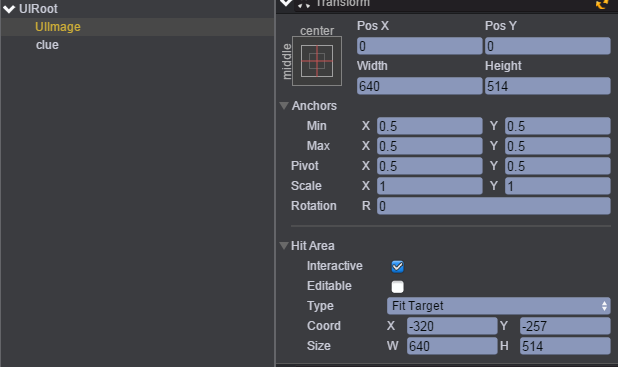 UIRoot
UIImage
clue
Transform
center
middle
Pos X Pos Y
0 0
Width Height
640 514
Anchors
Min X 0.5 Y 0.5
Max X 0.5 Y 0.5
Pivot X 0.5 Y 0.5
Scale X 1 Y 1
Rotation R 0
Hit Area
Interactive
Editable
Type Fit Target
Coord X -320 Y -257
Size W 640 H 514